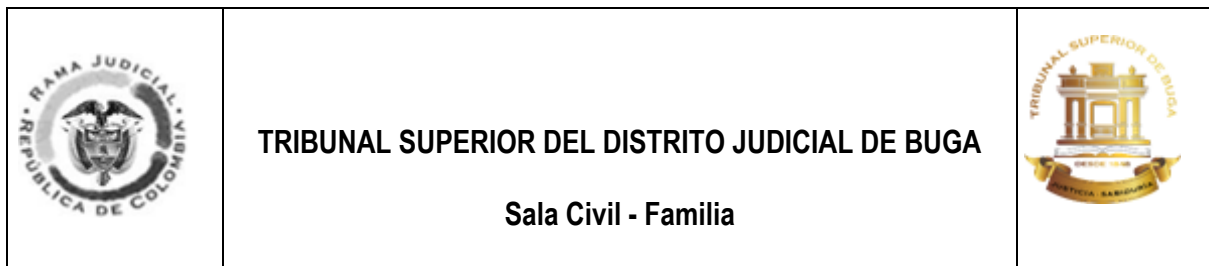 RAMA JUDICIAL
REPÚBLICA DE COLOMBIA
TRIBUNAL SUPERIOR DEL DISTRITO JUDICIAL DE BUGA
Sala Civil - Familia
TRIBUNAL SUPERIOR DE BUGA
JUSTICIA - SABIDURIA